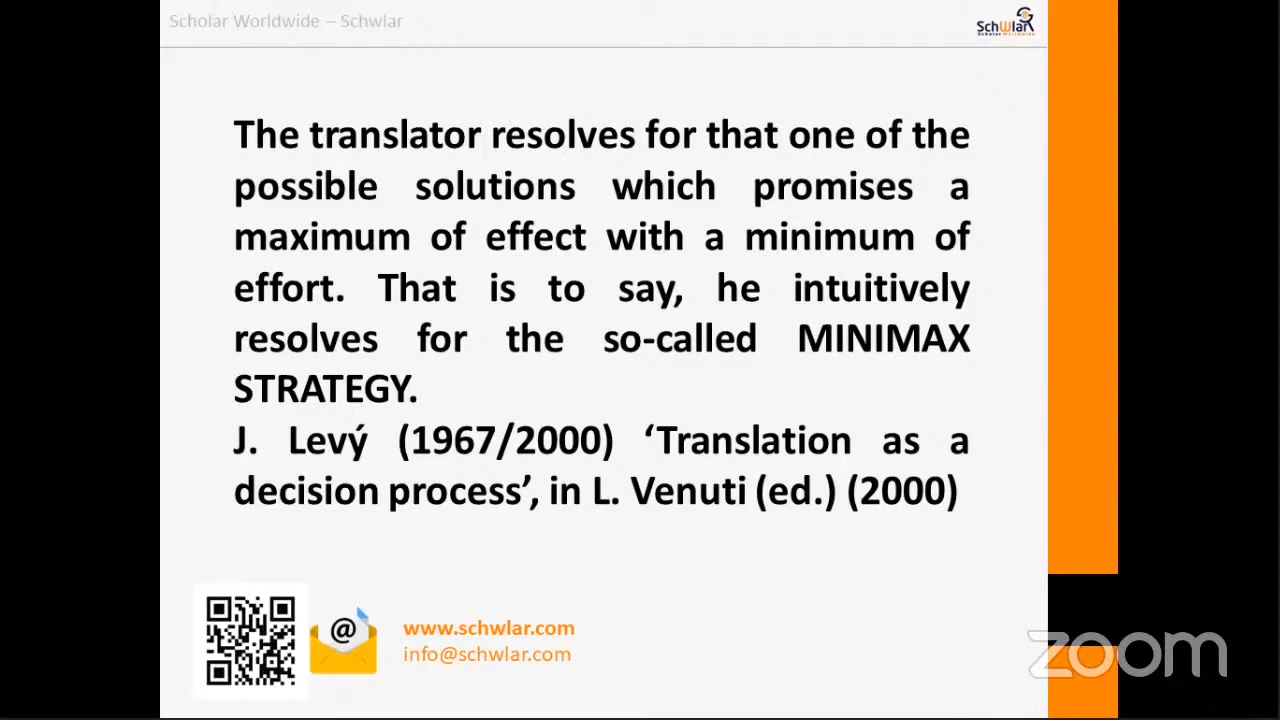 Scholar Worldwide – Schwlar
SchWlar
Scholar Worldwide
The translator resolves for that one of the
possible solutions which promises a
maximum of effect with a minimum of
effort. That is to say, he intuitively
resolves for the so-called MINIMAX
STRATEGY.
J. Levý (1967/2000) ‘Translation as a
decision process’, in L. Venuti (ed.) (2000)
@
www.schwlar.com
info@schwlar.com
zoom